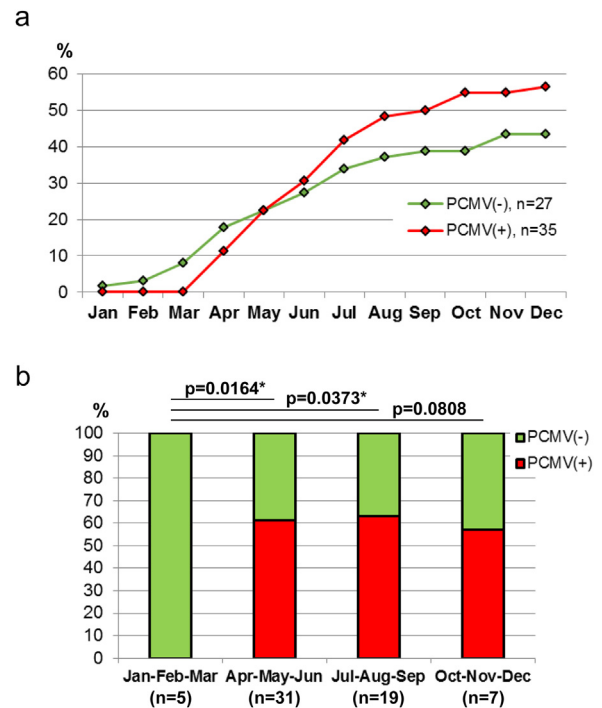 a
%
60
50
40
30
20
10
0
PCMV(-), n=27
PCMV(+), n=35
Jan Feb Mar Apr May Jun Jul Aug Sep Oct Nov Dec
b
p=0.0164*
p=0.0373*
p=0.0808
%
100
90
80
70
60
50
40
30
20
10
0
PCMV(-)
PCMV(+)
Jan-Feb-Mar Apr-May-Jun Jul-Aug-Sep Oct-Nov-Dec
(n=5) (n=31) (n=19) (n=7)